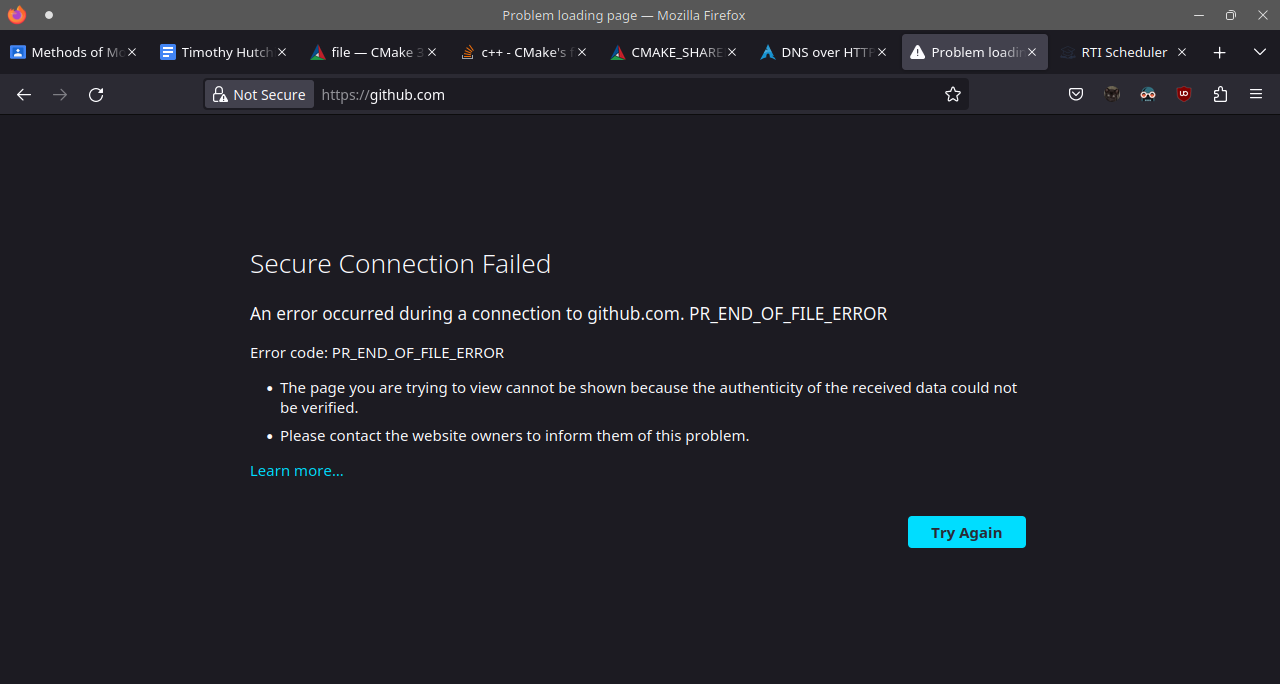 Problem loading page — Mozilla Firefox
Methods of Mo
Timothy Hutch
file — CMake 3
c++ - CMake's f
CMAKE_SHARE
DNS over HTTP
Problem loadin
RTI Scheduler
Not Secure
https://github.com
Secure Connection Failed
An error occurred during a connection to github.com. PR_END_OF_FILE_ERROR
Error code: PR_END_OF_FILE_ERROR
The page you are trying to view cannot be shown because the authenticity of the received data could not
be verified.
Please contact the website owners to inform them of this problem.
Learn more...
Try Again